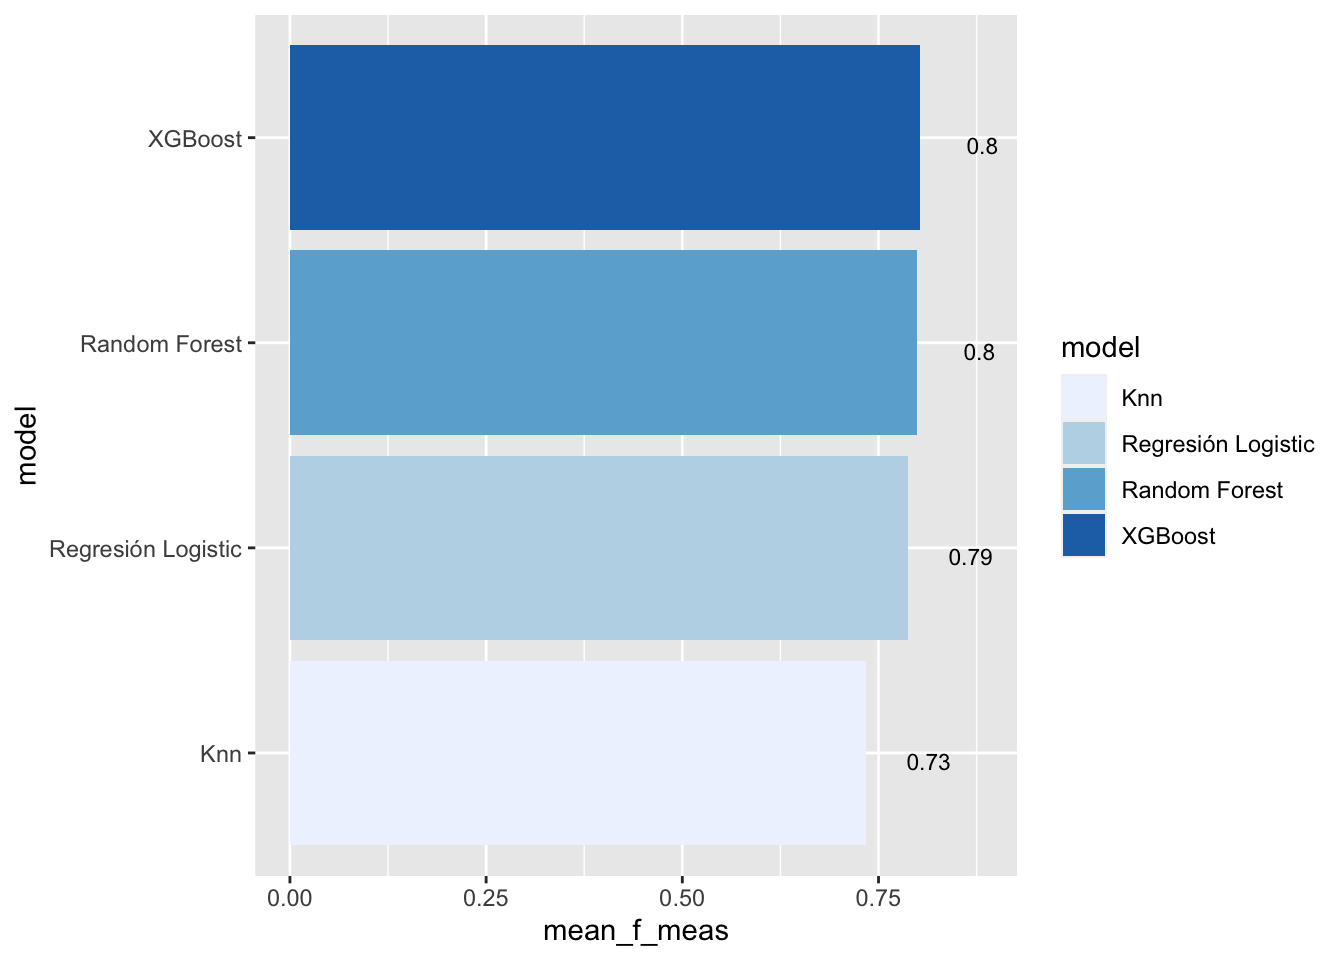 model
XGBoost
Random Forest
Regresión Logistic
Knn
0.8
0.8
0.79
0.73
0.00
0.25
0.50
0.75
mean_f_meas
model
Knn
Regresión Logistic
Random Forest
XGBoost